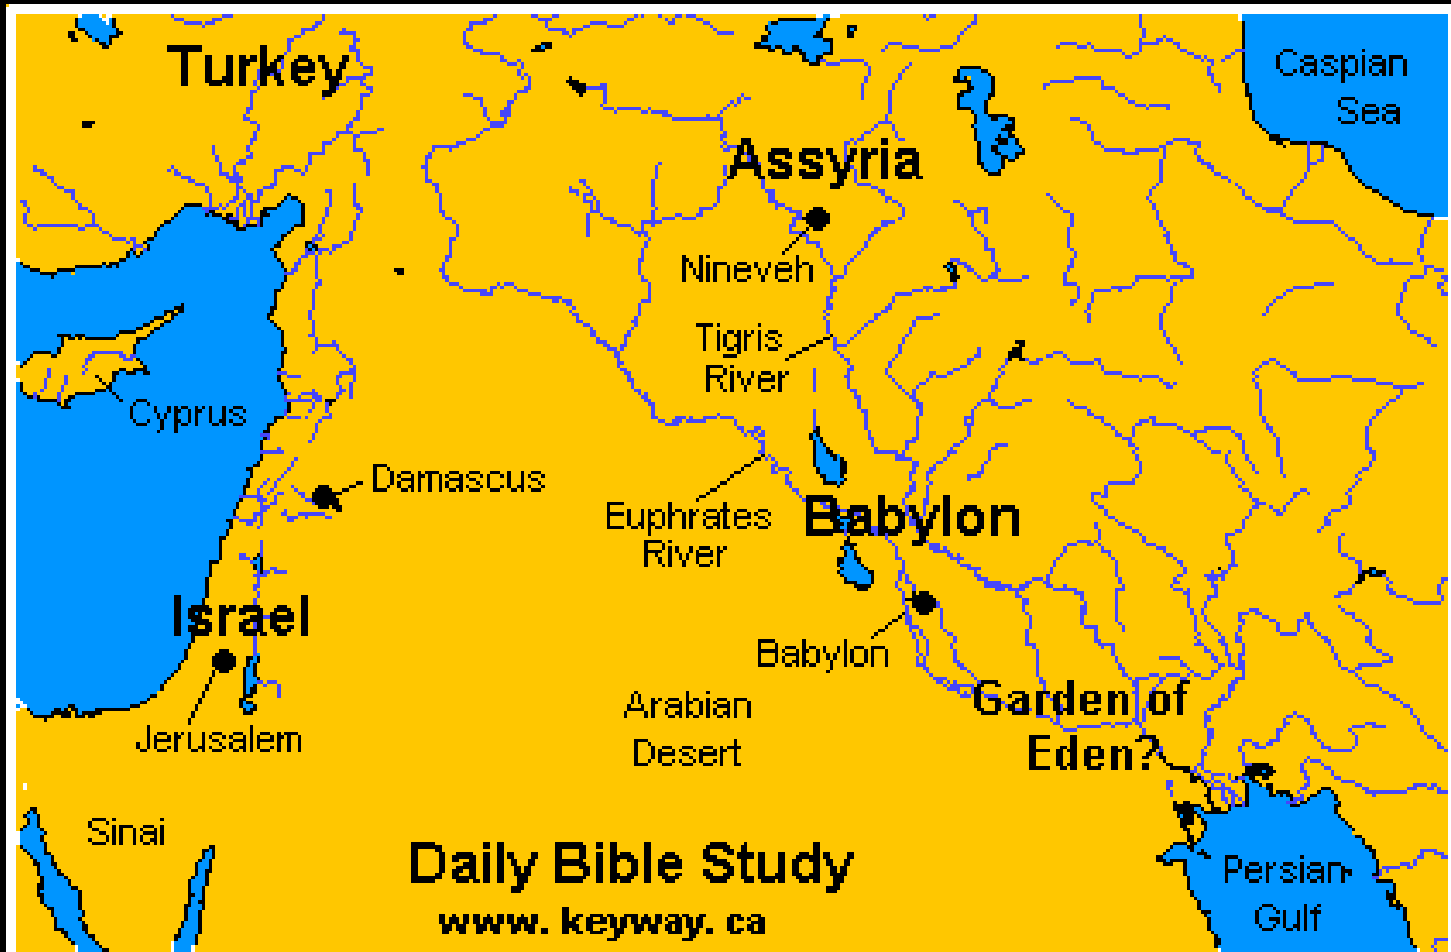 Turkey
Caspian
Sea
Assyria
Nineveh
Tigris
River
Cyprus
Damascus
Euphrates
River
Babylon
Israel
Babylon
Jerusalem
Arabian
Desert
Garden of
Eden?
Sinai
Daily Bible Study
www. keyway. ca
Persian
Gulf